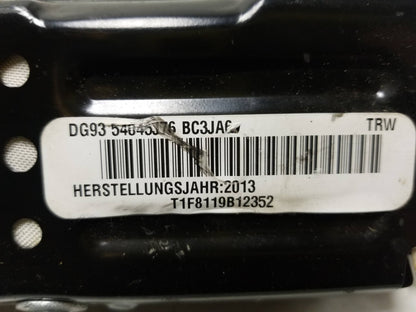 DG93 TRW
HERSTELLUNGSJAHR:2013
T1F8119B12352